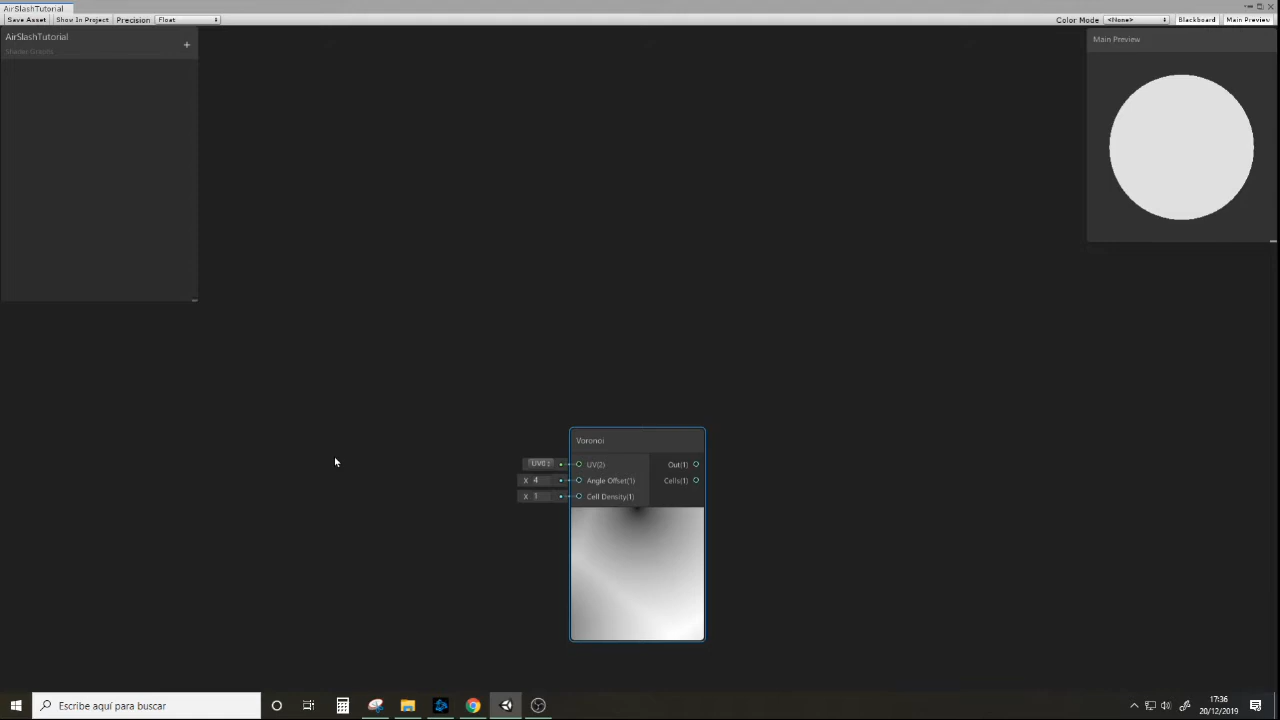 AirSlashTutorial
Save Asset Show In Project Precision Float Color Mode <None> Blackboard Main Preview
AirSlashTutorial
Shader Graphs
+
Main Preview
Voronoi
UV0 UV(2) Out(1)
X 4 Angle Offset(1) Cells(1)
X 1 Cell Density(1)
Escribe aquí para buscar
17:36
20/12/2019